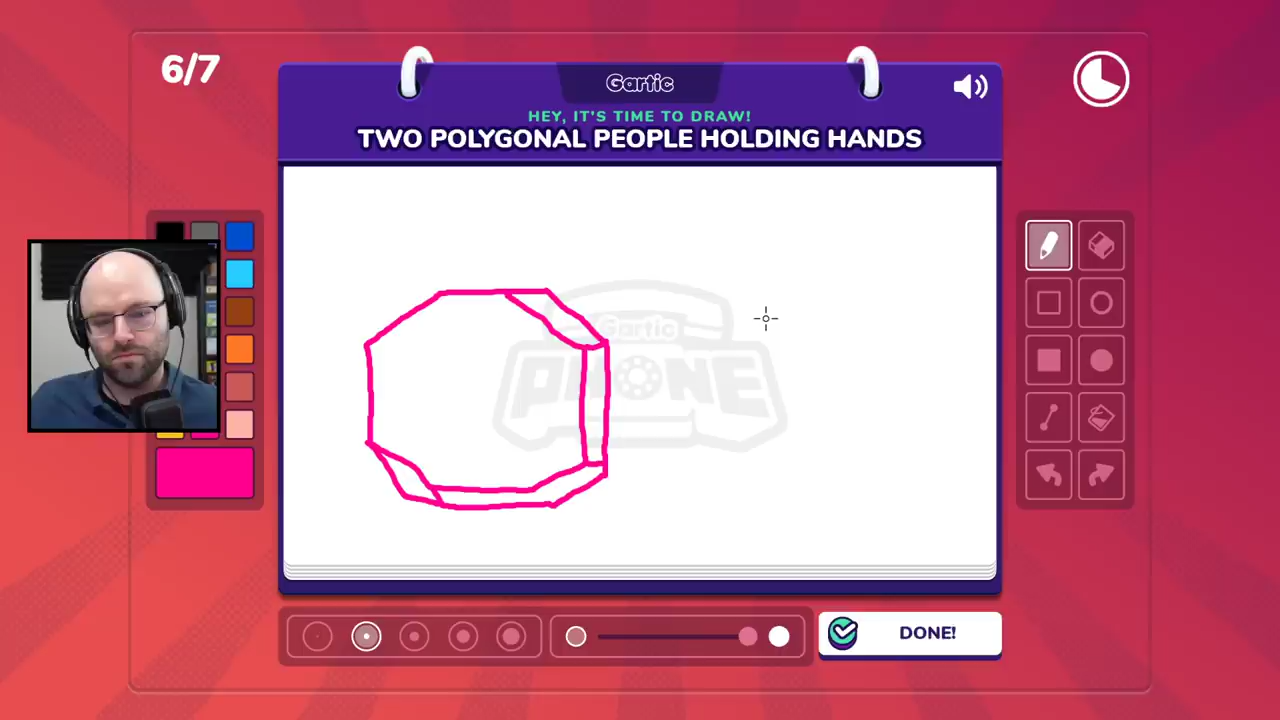 6/7
Gartic
HEY, IT'S TIME TO DRAW!
TWO POLYGONAL PEOPLE HOLDING HANDS
Gartic
PHONE
DONE!